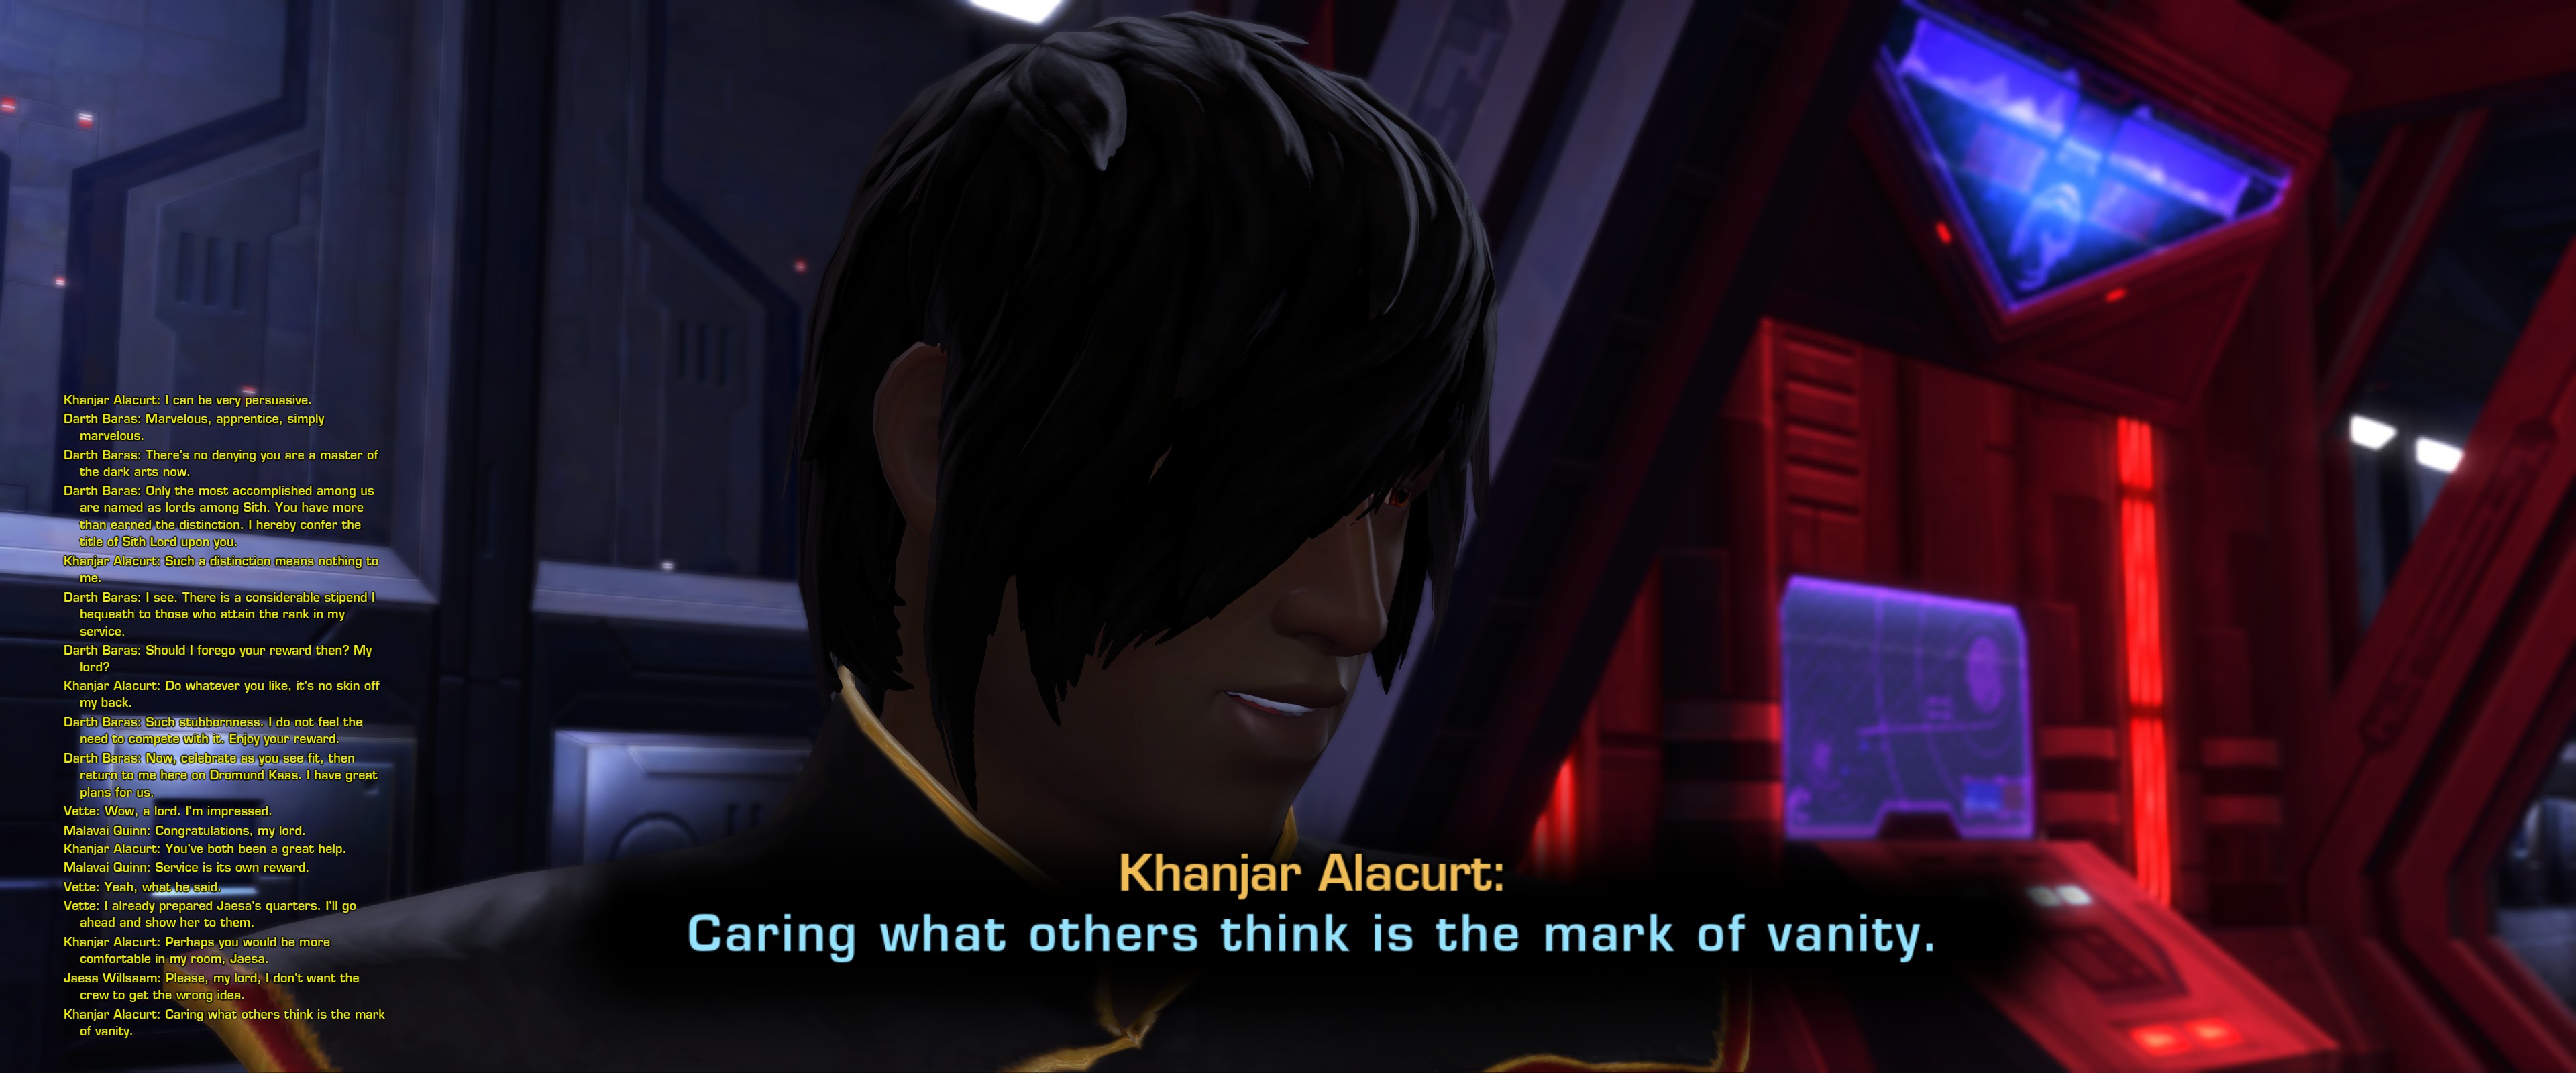 Khanjar Alacurt: I can be very persuasive.
Darth Baras: Marvelous, apprentice, simply
marvelous.
Darth Baras: There's no denying you are a master of
the dark arts now.
Darth Baras: Only the most accomplished among us
are named as lords among Sith. You have more
than earned the distinction. I hereby confer the
title of Sith Lord upon you.
Khanjar Alacurt: Such a distinction means nothing to
me.
Darth Baras: I see. There is a considerable stipend I
bequeath to those who attain the rank in my
service.
Darth Baras: Should I forego your reward then? My
lord?
Khanjar Alacurt: Do whatever you like, it's no skin off
my back.
Darth Baras: Such stubbornness. I do not feel the
need to compete with it. Enjoy your reward.
Darth Baras: Now, celebrate as you see fit, then
return to me here on Dromund Kaas. I have great
plans for us.
Vette: Wow, a lord. I'm impressed.
Malavai Quinn: Congratulations, my lord.
Khanjar Alacurt: You've both been a great help.
Malavai Quinn: Service is its own reward.
Vette: Yeah, what he said.
Vette: I already prepared Jaesa's quarters. I'll go
ahead and show her to them.
Khanjar Alacurt: Perhaps you would be more
comfortable in my room, Jaesa.
Jaesa Willsaam: Please, my lord, I don't want the
crew to get the wrong idea.
Khanjar Alacurt: Caring what others think is the mark
of vanity.
Khanjar Alacurt:
Caring what others think is the mark of vanity.